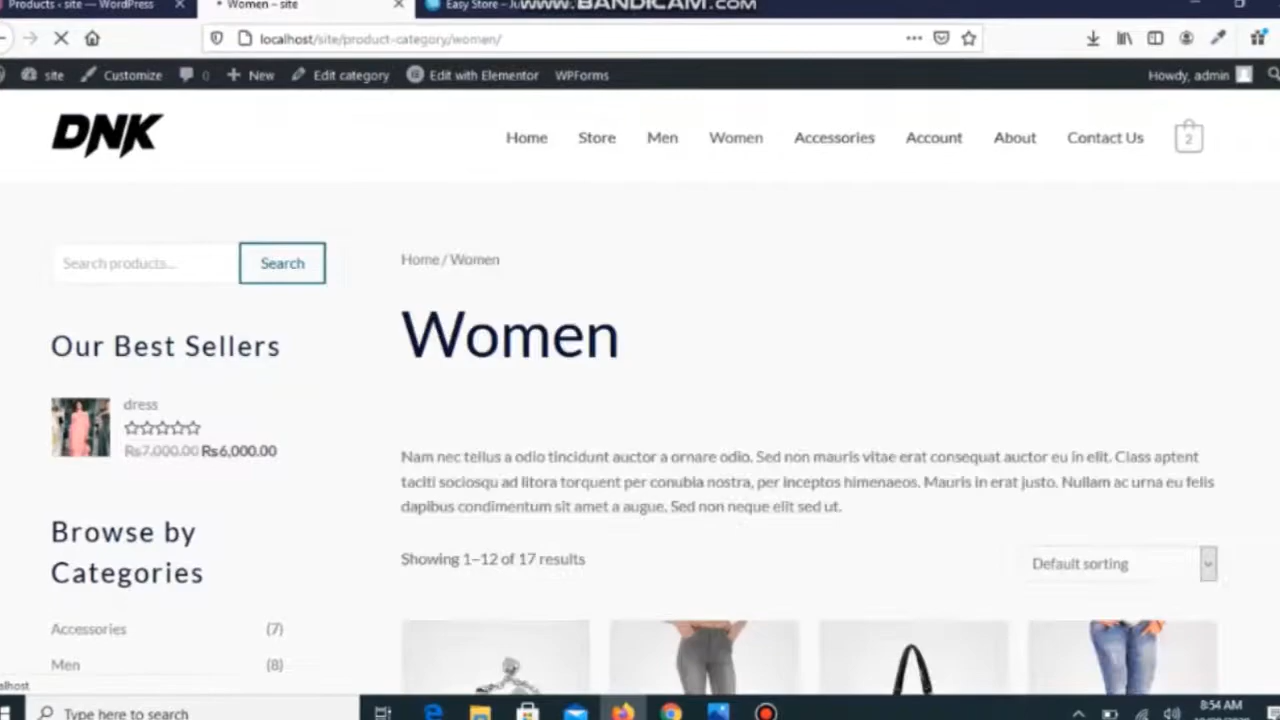 Products ‹ site — WordPress
Women – site
Easy Store – Ju
WWW.BANDICAM.COM
localhost/site/product-category/women/
site
Customize
0
New
Edit category
Edit with Elementor
WPForms
Howdy, admin
DNK
Home
Store
Men
Women
Accessories
Account
About
Contact Us
2
Search products...
Search
Home / Women
Women
Our Best Sellers
dress
₨7,000.00 ₨6,000.00
Nam nec tellus a odio tincidunt auctor a ornare odio. Sed non mauris vitae erat consequat auctor eu in elit. Class aptent
taciti sociosqu ad litora torquent per conubia nostra, per inceptos himenaeos. Mauris in erat justo. Nullam ac urna eu felis
dapibus condimentum sit amet a augue. Sed non neque elit sed ut.
Browse by
Categories
Showing 1–12 of 17 results
Default sorting
Accessories (7)
Men (8)
alhost
Type here to search
8:54 AM